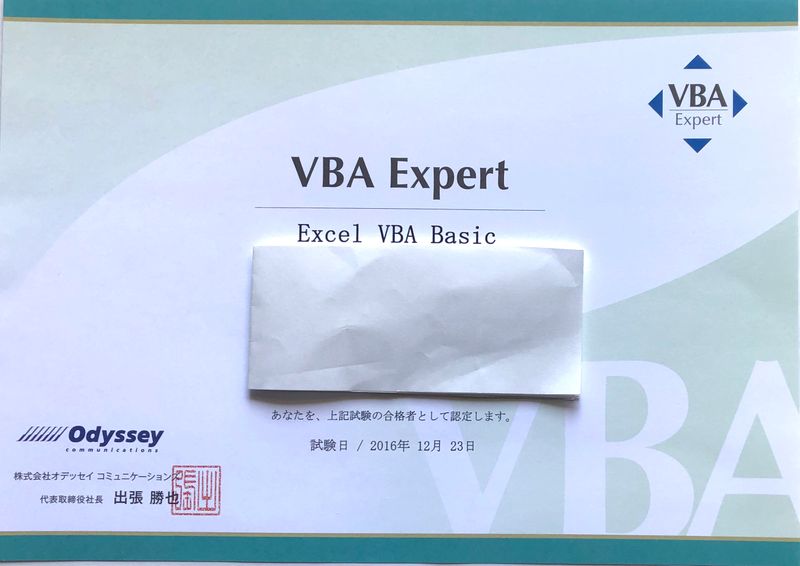 VBA
Expert
VBA Expert
Excel VBA Basic
あなたを、上記試験の合格者として認定します。
試験日 / 2016年 12月 23日
Odyssey
communications
株式会社オデッセイ コミュニケーションズ
代表取締役社長 出張 勝也
VBA